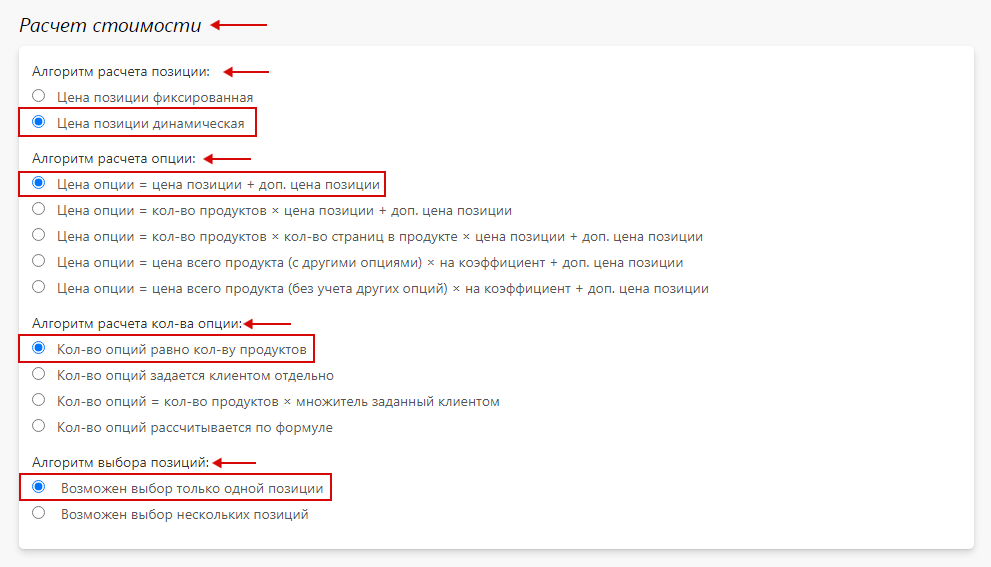 Расчет стоимости
Алгоритм расчета позиции:
Цена позиции фиксированная
Цена позиции динамическая
Алгоритм расчета опции:
Цена опции = цена позиции + доп. цена позиции
Цена опции = кол-во продуктов × цена позиции + доп. цена позиции
Цена опции = кол-во продуктов × кол-во страниц в продукте × цена позиции + доп. цена позиции
Цена опции = цена всего продукта (с другими опциями) × на коэффициент + доп. цена позиции
Цена опции = цена всего продукта (без учета других опций) × на коэффициент + доп. цена позиции
Алгоритм расчета кол-ва опции:
Кол-во опций равно кол-ву продуктов
Кол-во опций задается клиентом отдельно
Кол-во опций = кол-во продуктов × множитель заданный клиентом
Кол-во опций рассчитывается по формуле
Алгоритм выбора позиций:
Возможен выбор только одной позиции
Возможен выбор нескольких позиций